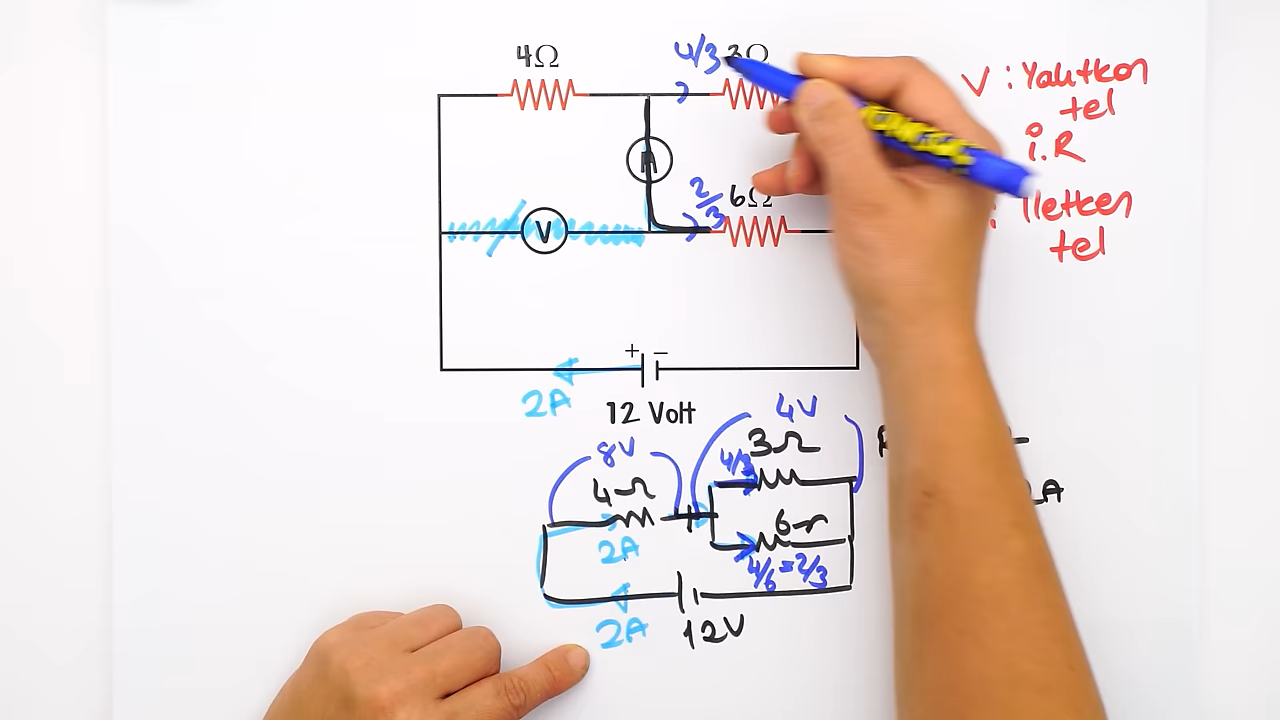 4Ω
4/3
3Ω
A
2/3
6Ω
V
+ −
2A
12 Volt
V : Yalıtkan
tel
i.R
: İletken
tel
8V
4V
4Ω
3Ω
4/3
2A
6Ω
4/6=2/3
2A
12V